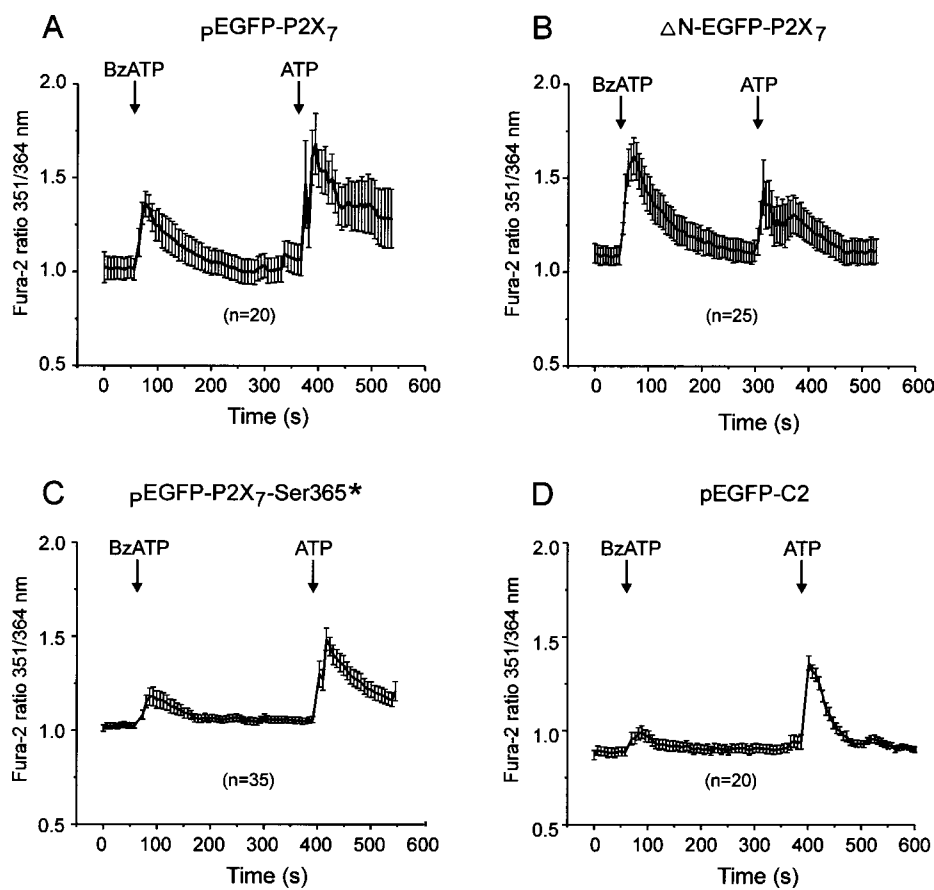 A
pEGFP-P2X7
BzATP
ATP
Fura-2 ratio 351/364 nm
2.0
1.5
1.0
0.5
(n=20)
0 100 200 300 400 500 600
Time (s)
B
ΔN-EGFP-P2X7
BzATP
ATP
Fura-2 ratio 351/364 nm
2.0
1.5
1.0
0.5
(n=25)
0 100 200 300 400 500 600
Time (s)
C
pEGFP-P2X7-Ser365*
BzATP
ATP
Fura-2 ratio 351/364 nm
2.0
1.5
1.0
0.5
(n=35)
0 100 200 300 400 500 600
Time (s)
D
pEGFP-C2
BzATP
ATP
Fura-2 ratio 351/364 nm
2.0
1.5
1.0
0.5
(n=20)
0 100 200 300 400 500 600
Time (s)